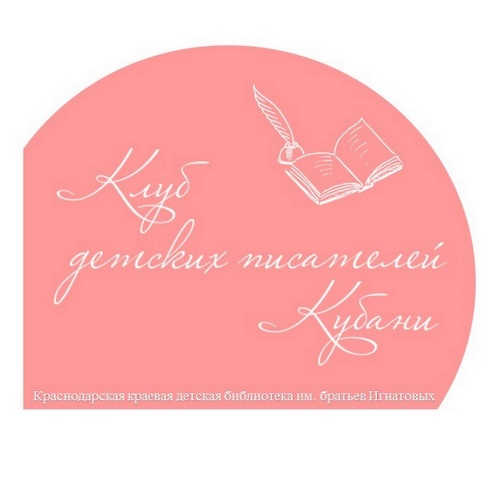 Клуб
детских писателей
Кубани
Краснодарская краевая детская библиотека им. братьев Игнатовых